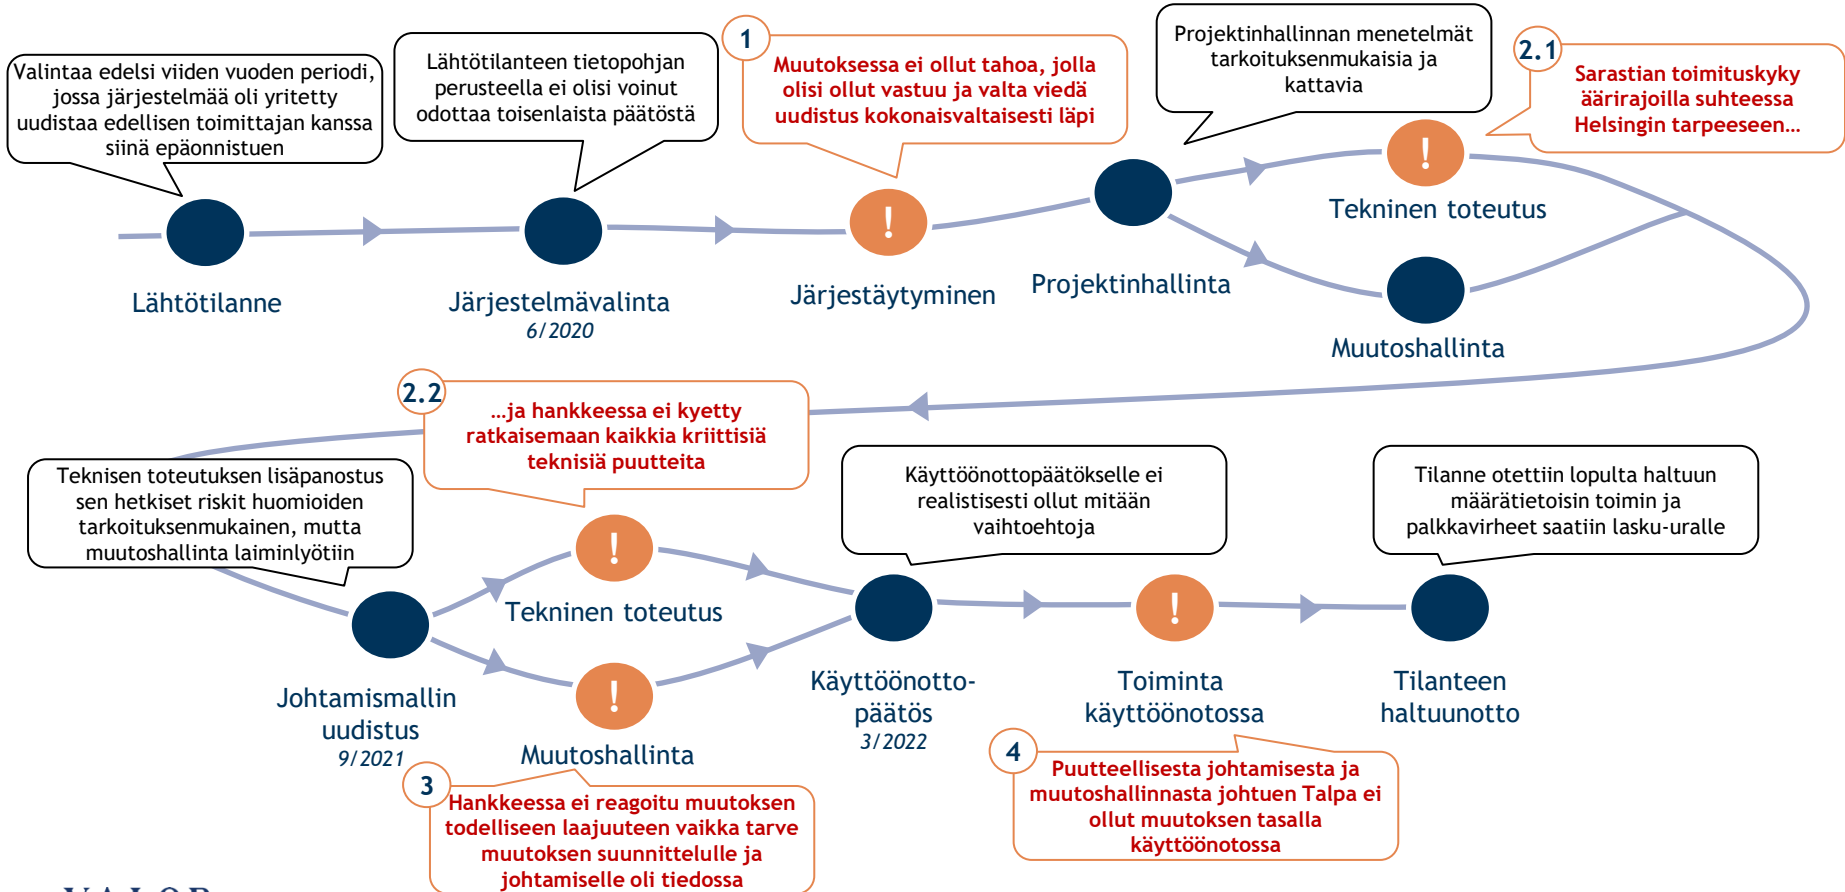 Valintaa edelsi viiden vuoden periodi,
jossa järjestelmää oli yritetty
uudistaa edellisen toimittajan kanssa
siinä epäonnistuen
Lähtötilanteen tietopohjan
perusteella ei olisi voinut
odottaa toisenlaista päätöstä
1
Muutoksessa ei ollut tahoa, jolla
olisi ollut vastuu ja valta viedä
uudistus kokonaisvaltaisesti läpi
Projektinhallinnan menetelmät
tarkoituksenmukaisia ja
kattavia
2.1
Sarastian toimituskyky
äärirajoilla suhteessa
Helsingin tarpeeseen…
Lähtötilanne
Järjestelmävalinta
6/2020
!
Järjestäytyminen
Projektinhallinta
!
Tekninen toteutus
Muutoshallinta
2.2
…ja hankkeessa ei kyetty
ratkaisemaan kaikkia kriittisiä
teknisiä puutteita
Teknisen toteutuksen lisäpanostus
sen hetkiset riskit huomioiden
tarkoituksenmukainen, mutta
muutoshallinta laiminlyötiin
Käyttöönottopäätökselle ei
realistisesti ollut mitään
vaihtoehtoja
Tilanne otettiin lopulta haltuun
määrätietoisin toimin ja
palkkavirheet saatiin lasku-uralle
Johtamismallin
uudistus
9/2021
!
Tekninen toteutus
!
Muutoshallinta
Käyttöönotto-
päätös
3/2022
!
Toiminta
käyttöönotossa
Tilanteen
haltuunotto
3
Hankkeessa ei reagoitu muutoksen
todelliseen laajuuteen vaikka tarve
muutoksen suunnittelulle ja
johtamiselle oli tiedossa
4
Puutteellisesta johtamisesta ja
muutoshallinnasta johtuen Talpa ei
ollut muutoksen tasalla
käyttöönotossa
VALOR